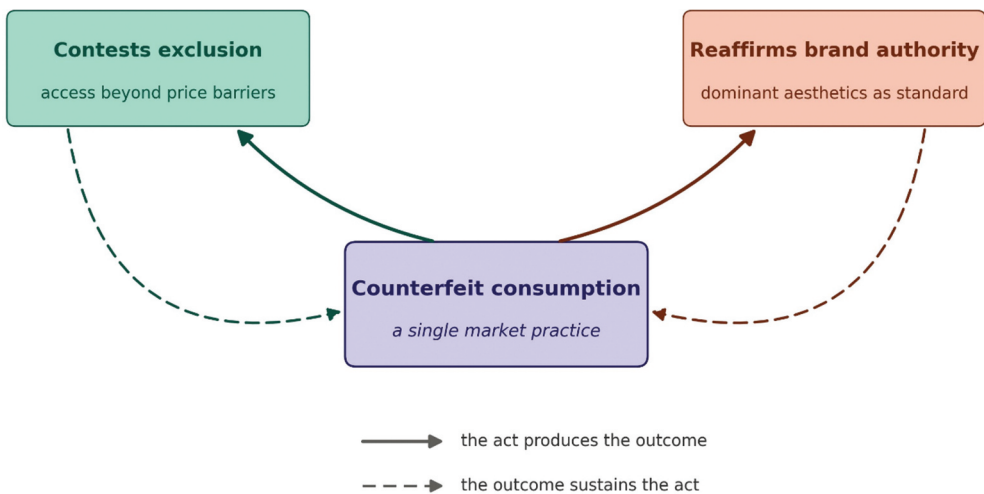 Contests exclusion
access beyond price barriers
Reaffirms brand authority
dominant aesthetics as standard
Counterfeit consumption
a single market practice
the act produces the outcome
the outcome sustains the act